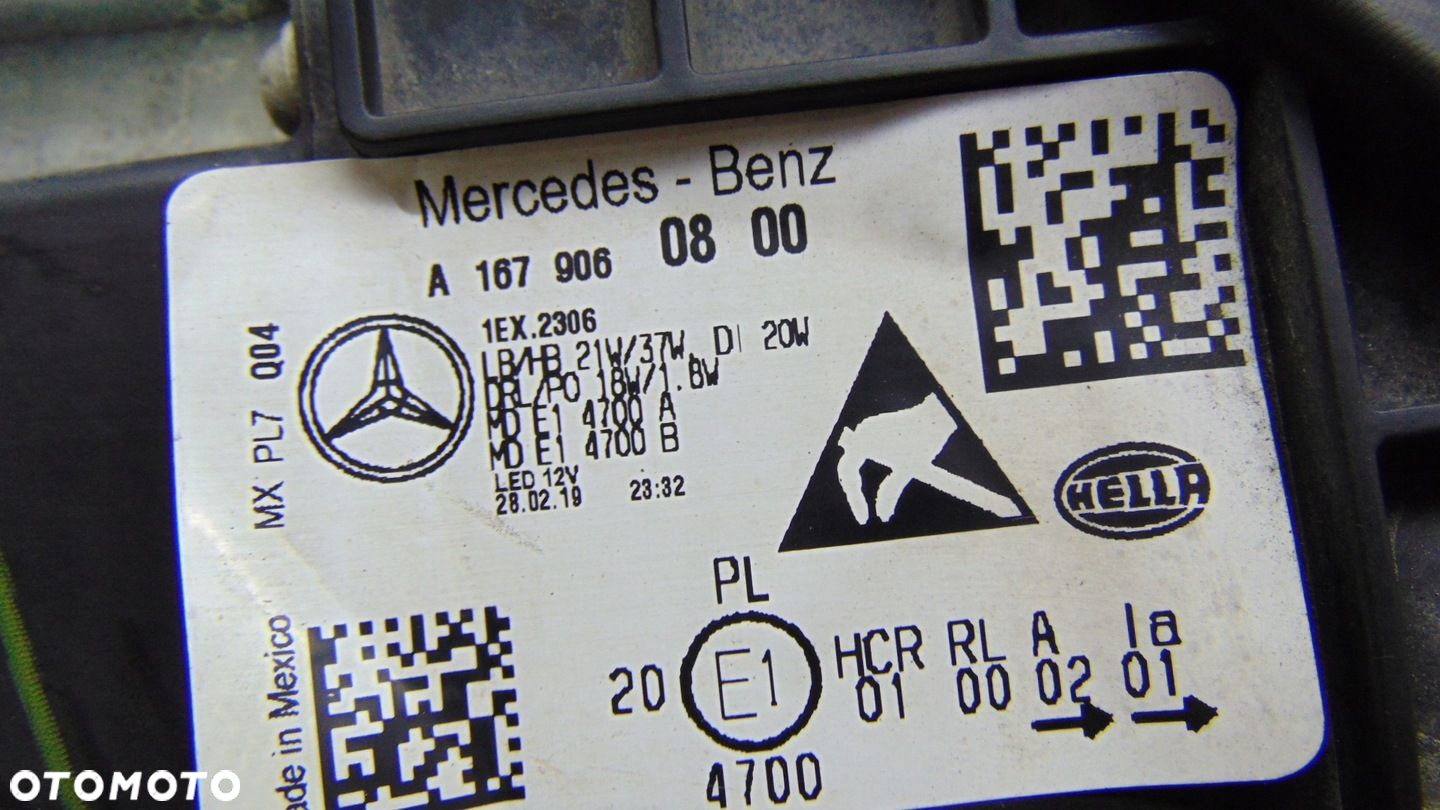 Mercedes - Benz
A 167 906 08 00
1EX.2306
LB/HB 21W/37W, DI 20W
DRL/PO 18W/1.8W
MD E1 4700 A
MD E1 4700 B
LED 12V
28.02.19 23:32
MX PL7 Q04
HELLA
PL
20 E1 HCR RL A 1a
01 00 02 01
4700
ade in Mexico
OTOMOTO